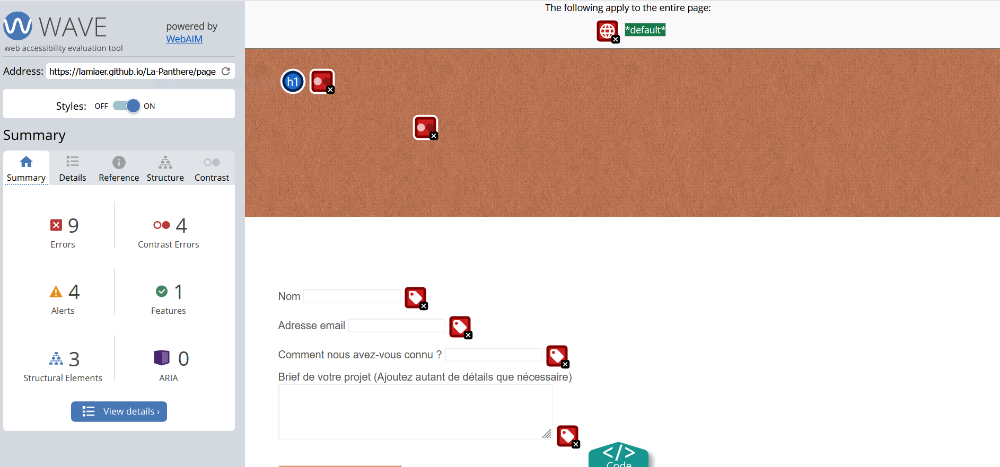 WAVE
powered by
WebAIM
web accessibility evaluation tool
Address: https://lamiaer.github.io/La-Panthere/page
Styles: OFF ON
Summary
Summary Details Reference Structure Contrast
9
Errors
4
Contrast Errors
4
Alerts
1
Features
3
Structural Elements
0
ARIA
View details ›
The following apply to the entire page:
*default*
h1
Nom
Adresse email
Comment nous avez-vous connu ?
Brief de votre projet (Ajoutez autant de détails que nécessaire)
</>
Code